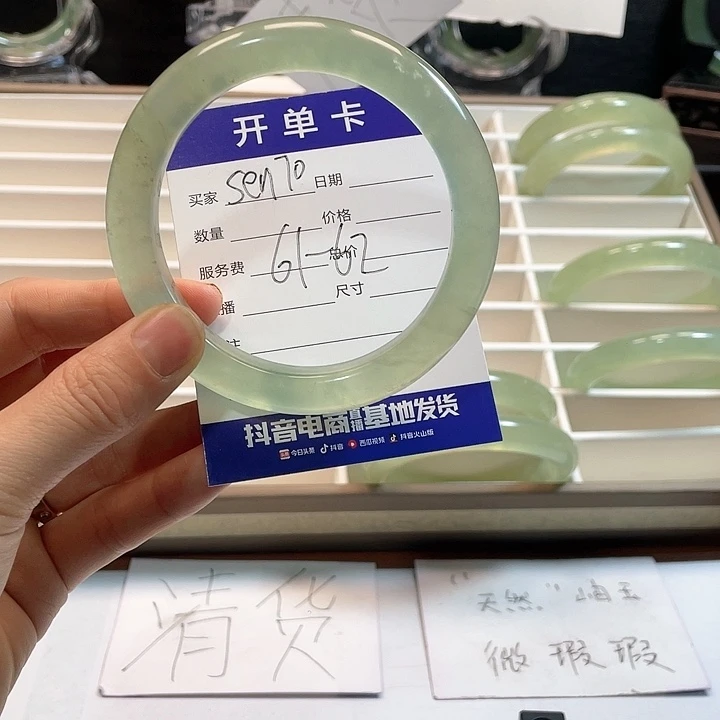 开单卡
买家 sen70 日期
数量 价格
服务费 61-62 总价
播 尺寸
注
抖音电商直播基地发货
今日头条 抖音 西瓜视频 抖音火山版
清货
"天然"岫玉
微瑕瑕